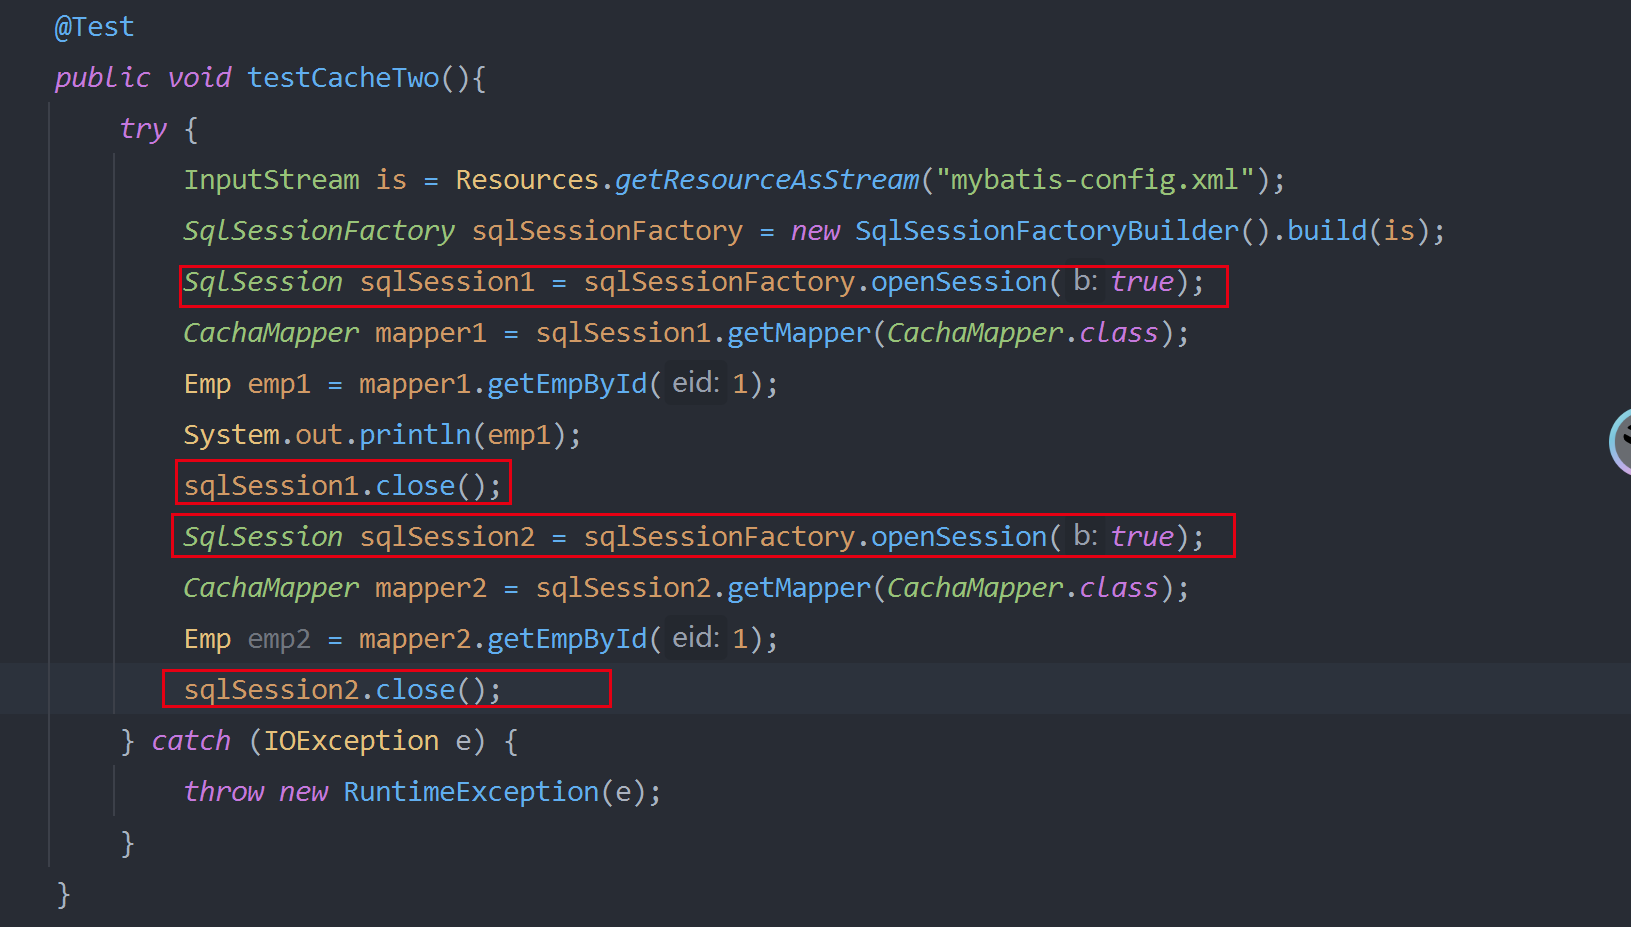 @Test
public void testCacheTwo(){
try {
InputStream is = Resources.getResourceAsStream("mybatis-config.xml");
SqlSessionFactory sqlSessionFactory = new SqlSessionFactoryBuilder().build(is);
SqlSession sqlSession1 = sqlSessionFactory.openSession( b: true);
CachaMapper mapper1 = sqlSession1.getMapper(CachaMapper.class);
Emp emp1 = mapper1.getEmpById( eid: 1);
System.out.println(emp1);
sqlSession1.close();
SqlSession sqlSession2 = sqlSessionFactory.openSession( b: true);
CachaMapper mapper2 = sqlSession2.getMapper(CachaMapper.class);
Emp emp2 = mapper2.getEmpById( eid: 1);
sqlSession2.close();
} catch (IOException e) {
throw new RuntimeException(e);
}
}